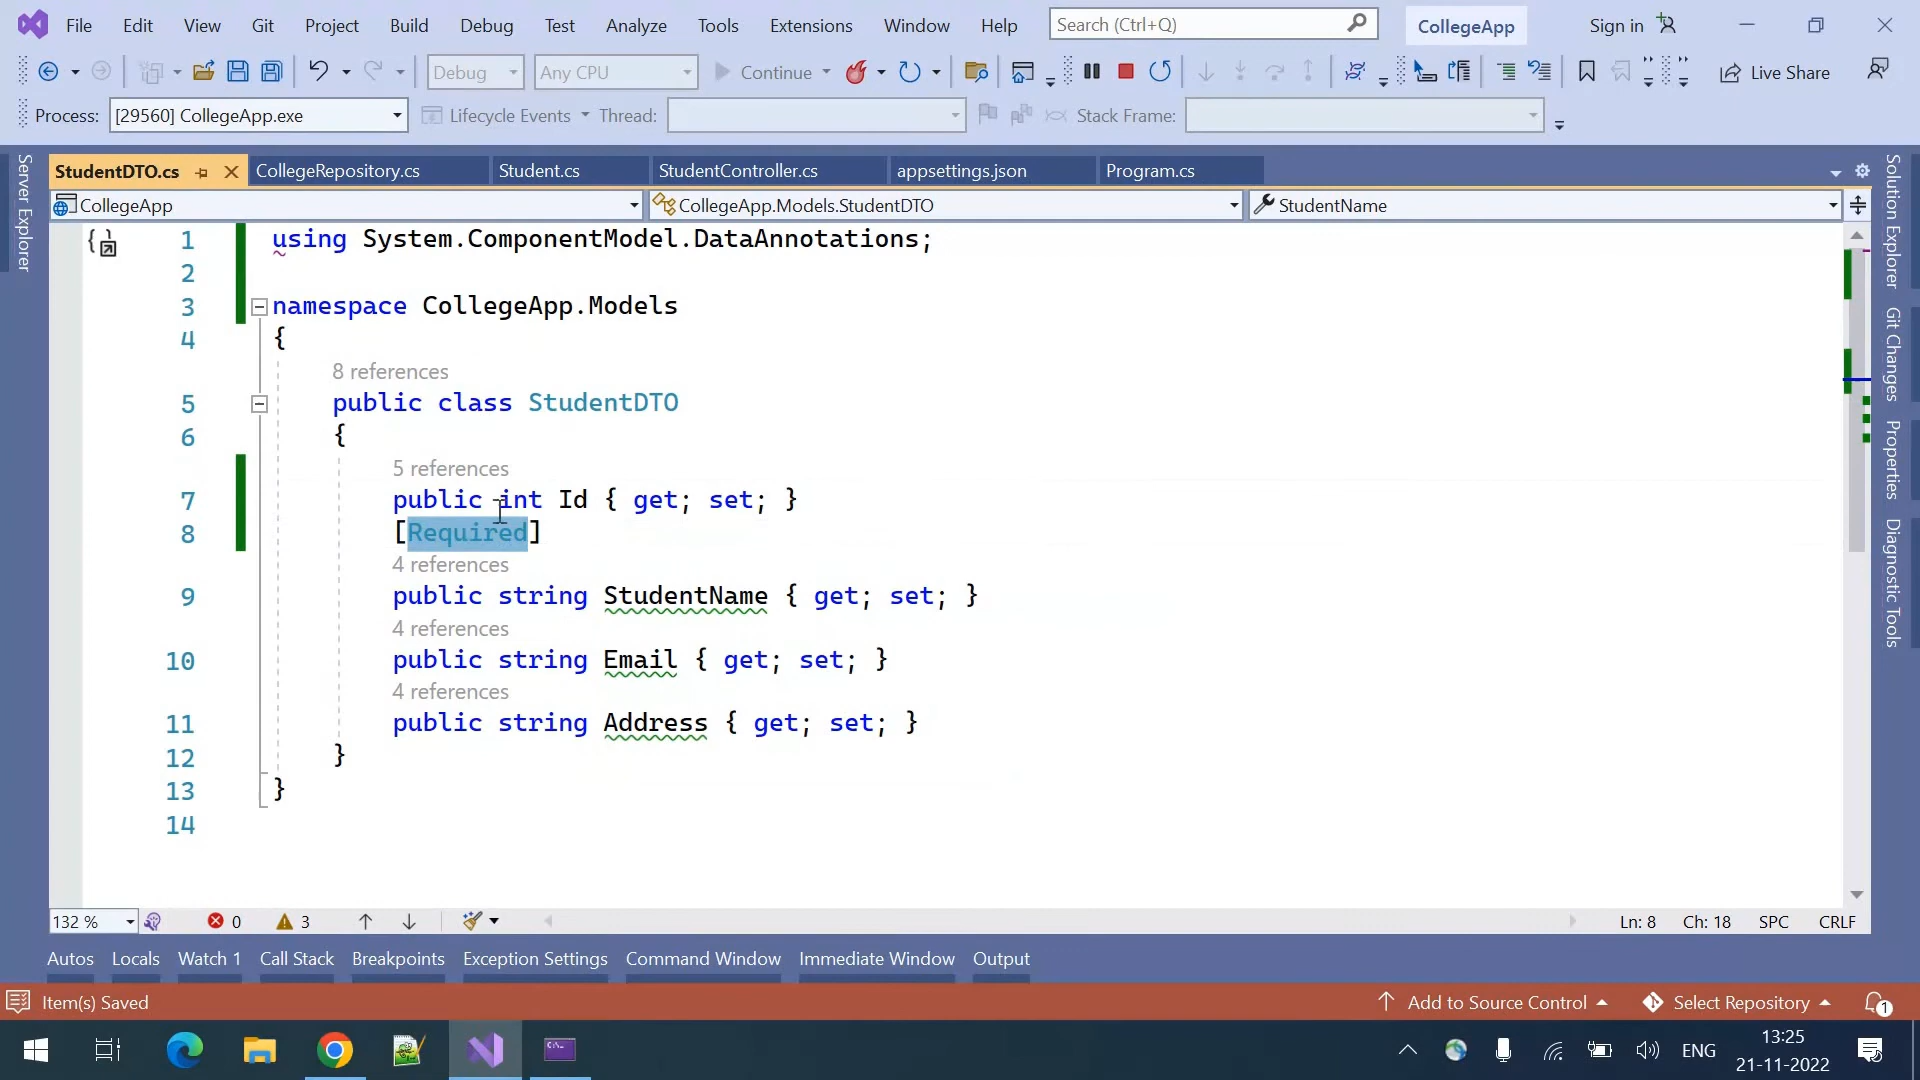 File Edit View Git Project Build Debug Test Analyze Tools Extensions Window Help Search (Ctrl+Q) CollegeApp Sign in
Debug Any CPU Continue Live Share
Process: [29560] CollegeApp.exe Lifecycle Events Thread: Stack Frame:
StudentDTO.cs CollegeRepository.cs Student.cs StudentController.cs appsettings.json Program.cs
CollegeApp CollegeApp.Models.StudentDTO StudentName
Server Explorer
1 using System.ComponentModel.DataAnnotations;
2
3 namespace CollegeApp.Models
4 {
8 references
5 public class StudentDTO
6 {
5 references
7 public int Id { get; set; }
8 [Required]
4 references
9 public string StudentName { get; set; }
4 references
10 public string Email { get; set; }
4 references
11 public string Address { get; set; }
12 }
13 }
14
Solution Explorer
Git Changes
Properties
Diagnostic Tools
132 % 0 3 Ln: 8 Ch: 18 SPC CRLF
Autos Locals Watch 1 Call Stack Breakpoints Exception Settings Command Window Immediate Window Output
Item(s) Saved Add to Source Control Select Repository 1
ENG 13:25
21-11-2022